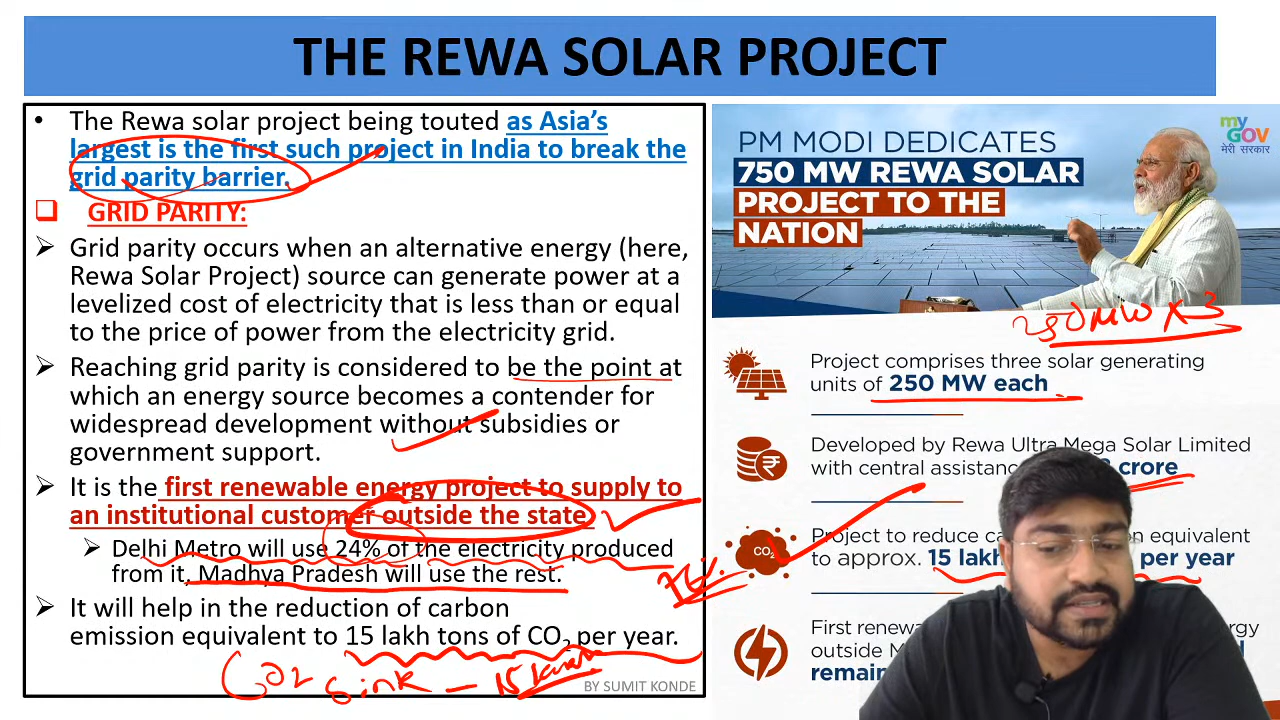 THE REWA SOLAR PROJECT
• The Rewa solar project being touted as Asia's
largest is the first such project in India to break the
grid parity barrier.
GRID PARITY:
Grid parity occurs when an alternative energy (here,
Rewa Solar Project) source can generate power at a
levelized cost of electricity that is less than or equal
to the price of power from the electricity grid.
Reaching grid parity is considered to be the point at
which an energy source becomes a contender for
widespread development without subsidies or
government support.
It is the first renewable energy project to supply to
an institutional customer outside the state.
Delhi Metro will use 24% of the electricity produced
from it, Madhya Pradesh will use the rest.
It will help in the reduction of carbon
emission equivalent to 15 lakh tons of CO2 per year.
CO2 Sink – 15
BY SUMIT KONDE
76%
my
GOV
मेरी सरकार
PM MODI DEDICATES
750 MW REWA SOLAR
PROJECT TO THE
NATION
250 MW x 3
Project comprises three solar generating
units of 250 MW each
Developed by Rewa Ultra Mega Solar Limited
with central assistance crore
CO2
Project to reduce equivalent
to approx. 15 lakh per year
First
outside